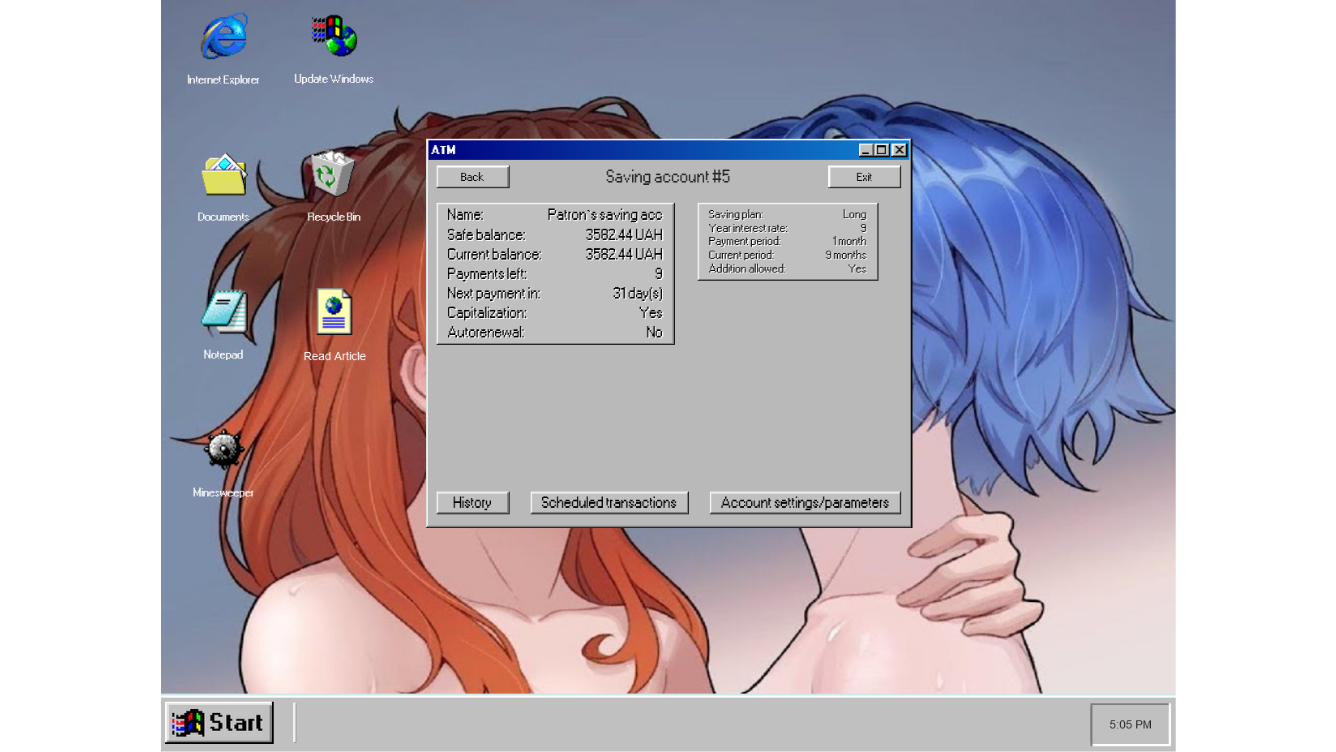 Internet Explorer
Update Windows
Documents
Recycle Bin
Notepad
Read Article
Minesweeper
ATM
Back
Saving account #5
Exit
Name: Patron`s saving acc
Safe balance: 3582.44 UAH
Current balance: 3582.44 UAH
Payments left: 9
Next payment in: 31 day(s)
Capitalization: Yes
Autorenewal: No
Saving plan: Long
Year interest rate: 9
Payment period: 1 month
Current period: 9 months
Addition allowed: Yes
History
Scheduled transactions
Account settings/parameters
Start
5:05 PM